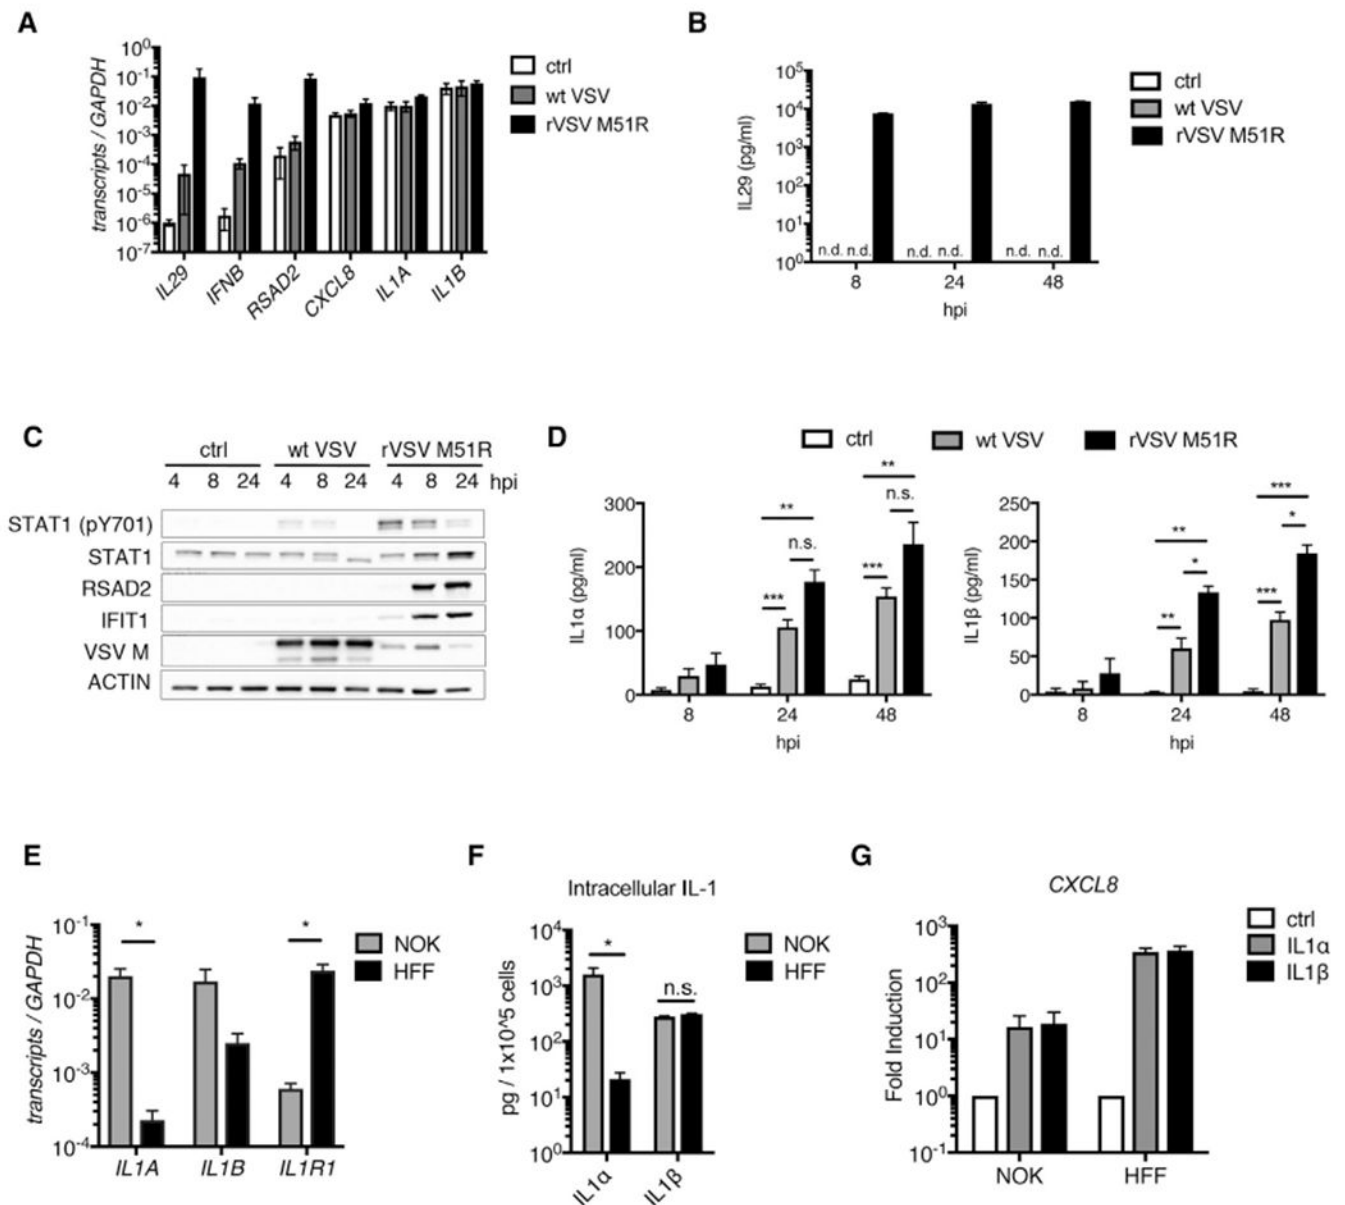 A
transcripts / GAPDH
10^0
10^-1
10^-2
10^-3
10^-4
10^-5
10^-6
10^-7
IL29
IFNB
RSAD2
CXCL8
IL1A
IL1B
ctrl
wt VSV
rVSV M51R
B
IL29 (pg/ml)
10^5
10^4
10^3
10^2
10^1
10^0
n.d. n.d.
n.d. n.d.
n.d. n.d.
8 24 48
hpi
ctrl
wt VSV
rVSV M51R
C
ctrl wt VSV rVSV M51R
4 8 24 4 8 24 4 8 24 hpi
STAT1 (pY701)
STAT1
RSAD2
IFIT1
VSV M
ACTIN
D
ctrl wt VSV rVSV M51R
IL1α (pg/ml)
300
200
100
0
***
**
n.s.
***
**
n.s.
8 24 48
hpi
IL1β (pg/ml)
250
200
150
100
50
0
**
**
*
***
***
*
8 24 48
hpi
E
transcripts / GAPDH
10^-1
10^-2
10^-3
10^-4
*
*
IL1A IL1B IL1R1
NOK
HFF
F
Intracellular IL-1
pg / 1x10^5 cells
10^4
10^3
10^2
10^1
10^0
*
n.s.
IL1α
IL1β
NOK
HFF
G
CXCL8
Fold Induction
10^3
10^2
10^1
10^0
10^-1
NOK HFF
ctrl
IL1α
IL1β